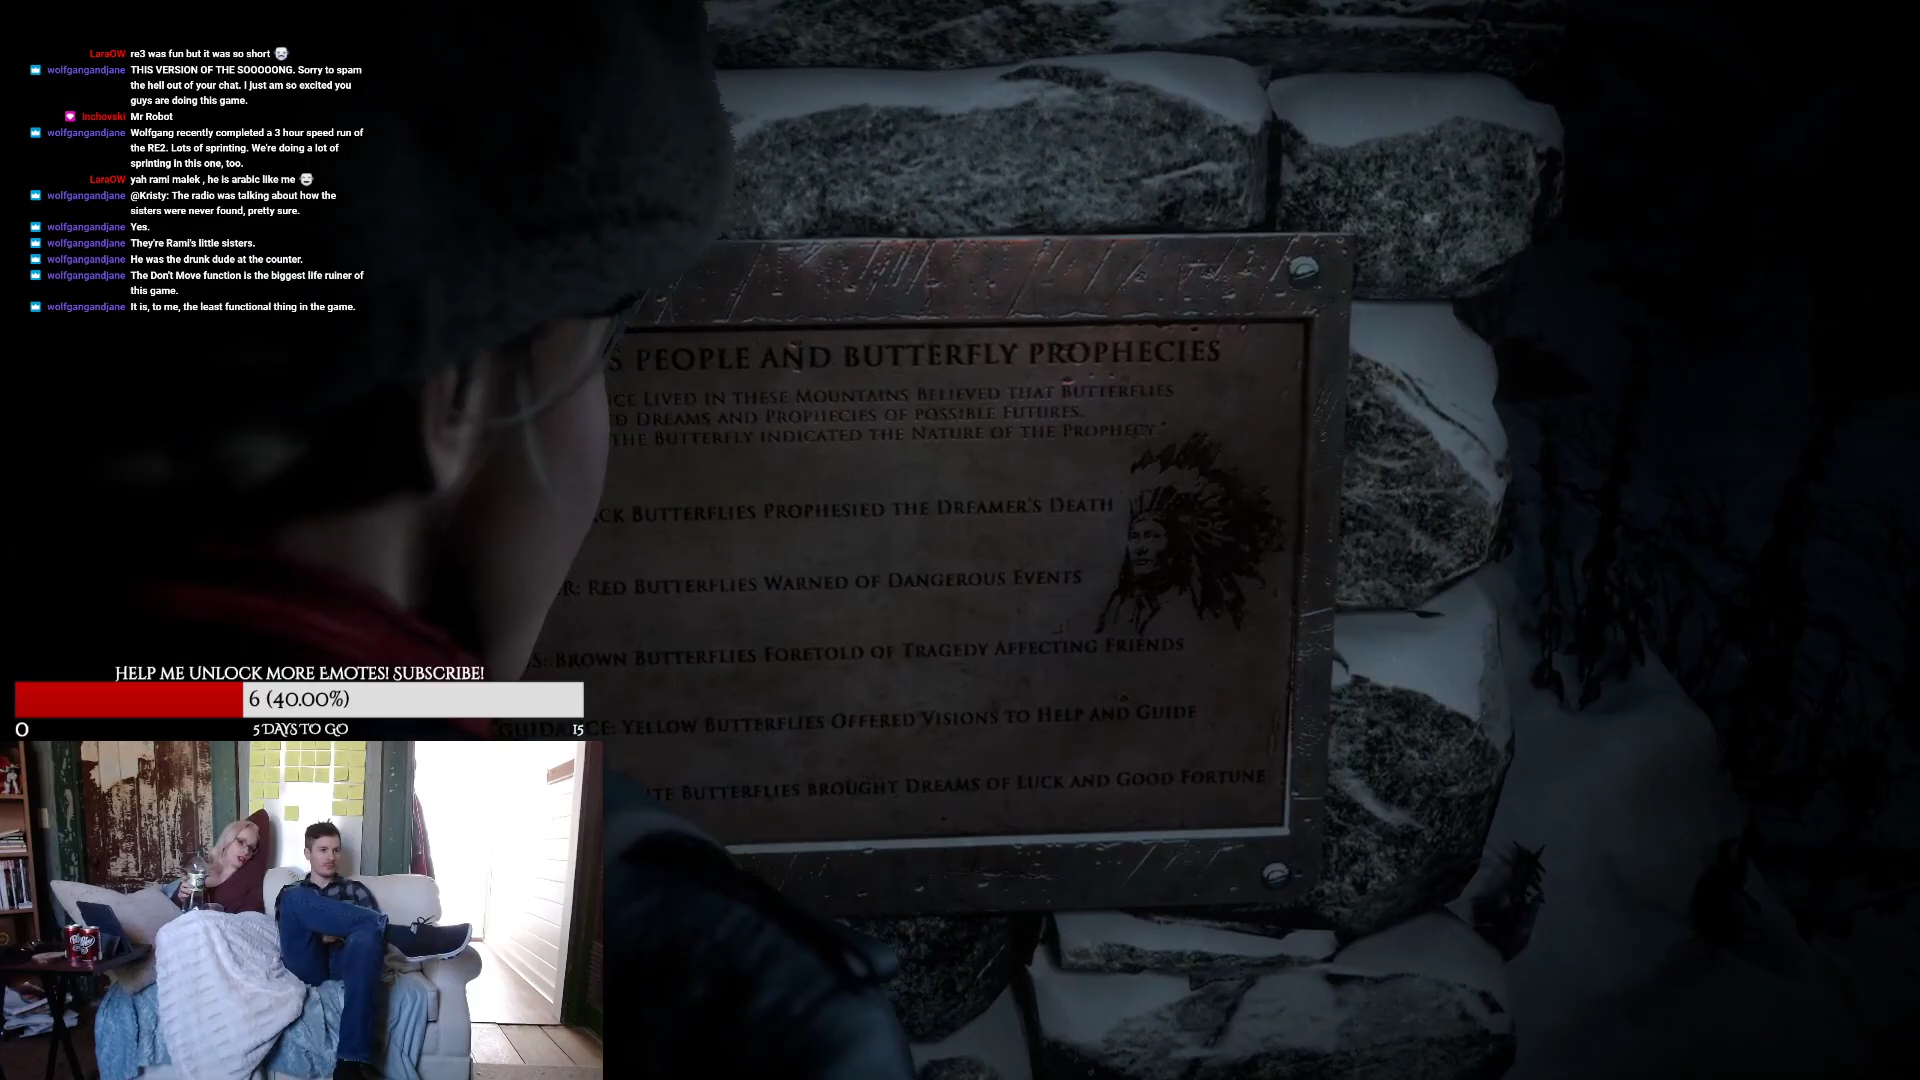 LaraOW re3 was fun but it was so short
wolfgangandjane THIS VERSION OF THE SOOOOONG. Sorry to spam
the hell out of your chat. I just am so excited you
guys are doing this game.
Inchovski Mr Robot
wolfgangandjane Wolfgang recently completed a 3 hour speed run of
the RE2. Lots of sprinting. We're doing a lot of
sprinting in this one, too.
LaraOW yah rami malek , he is arabic like me
wolfgangandjane @Kristy: The radio was talking about how the
sisters were never found, pretty sure.
wolfgangandjane Yes.
wolfgangandjane They're Rami's little sisters.
wolfgangandjane He was the drunk dude at the counter.
wolfgangandjane The Don't Move function is the biggest life ruiner of
this game.
wolfgangandjane It is, to me, the least functional thing in the game.
S PEOPLE AND BUTTERFLY PROPHECIES
CE LIVED IN THESE MOUNTAINS BELIEVED THAT BUTTERFLIES
D DREAMS AND PROPHECIES OF POSSIBLE FUTURES.
THE BUTTERFLY INDICATED THE NATURE OF THE PROPHECY.
CK BUTTERFLIES PROPHESIED THE DREAMER'S DEATH
R: RED BUTTERFLIES WARNED OF DANGEROUS EVENTS
S: BROWN BUTTERFLIES FORETOLD OF TRAGEDY AFFECTING FRIENDS
GUIDANCE: YELLOW BUTTERFLIES OFFERED VISIONS TO HELP AND GUIDE
TE BUTTERFLIES BROUGHT DREAMS OF LUCK AND GOOD FORTUNE
HELP ME UNLOCK MORE EMOTES! SUBSCRIBE!
6 (40.00%)
0 5 DAYS TO GO 15